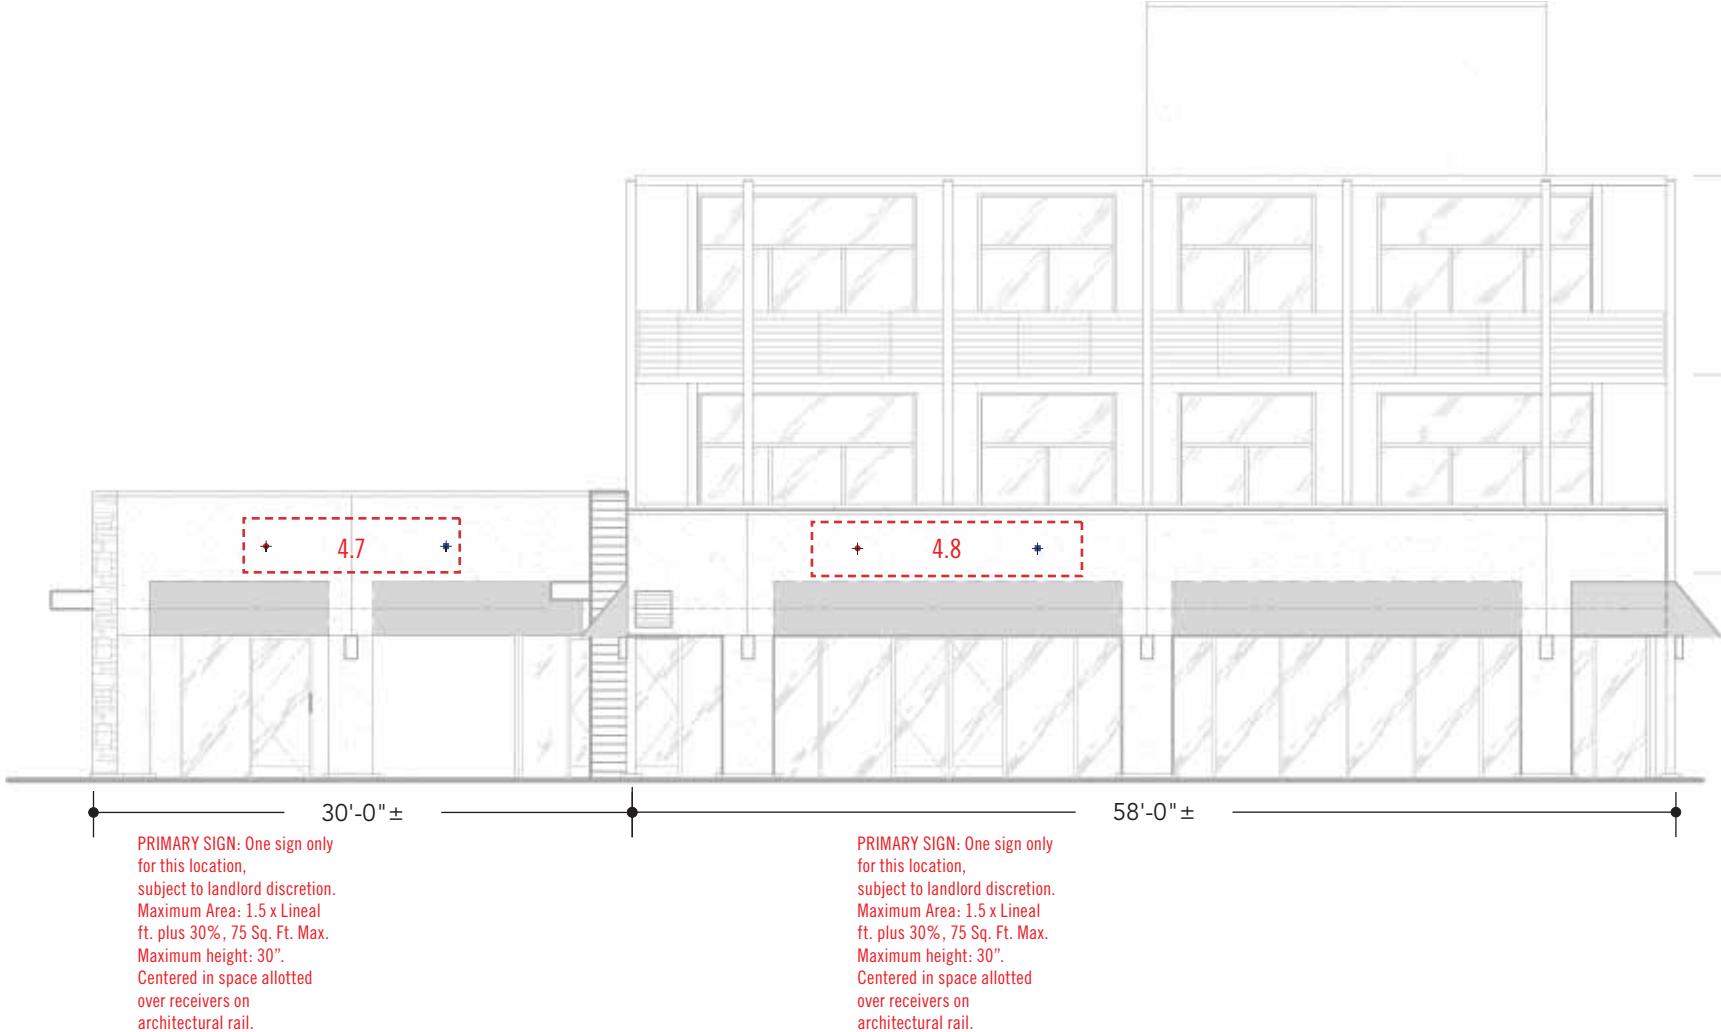 4.7
4.8
30'-0"±
58'-0"±
PRIMARY SIGN: One sign only
for this location,
subject to landlord discretion.
Maximum Area: 1.5 x Lineal
ft. plus 30%, 75 Sq. Ft. Max.
Maximum height: 30”.
Centered in space allotted
over receivers on
architectural rail.
PRIMARY SIGN: One sign only
for this location,
subject to landlord discretion.
Maximum Area: 1.5 x Lineal
ft. plus 30%, 75 Sq. Ft. Max.
Maximum height: 30”.
Centered in space allotted
over receivers on
architectural rail.